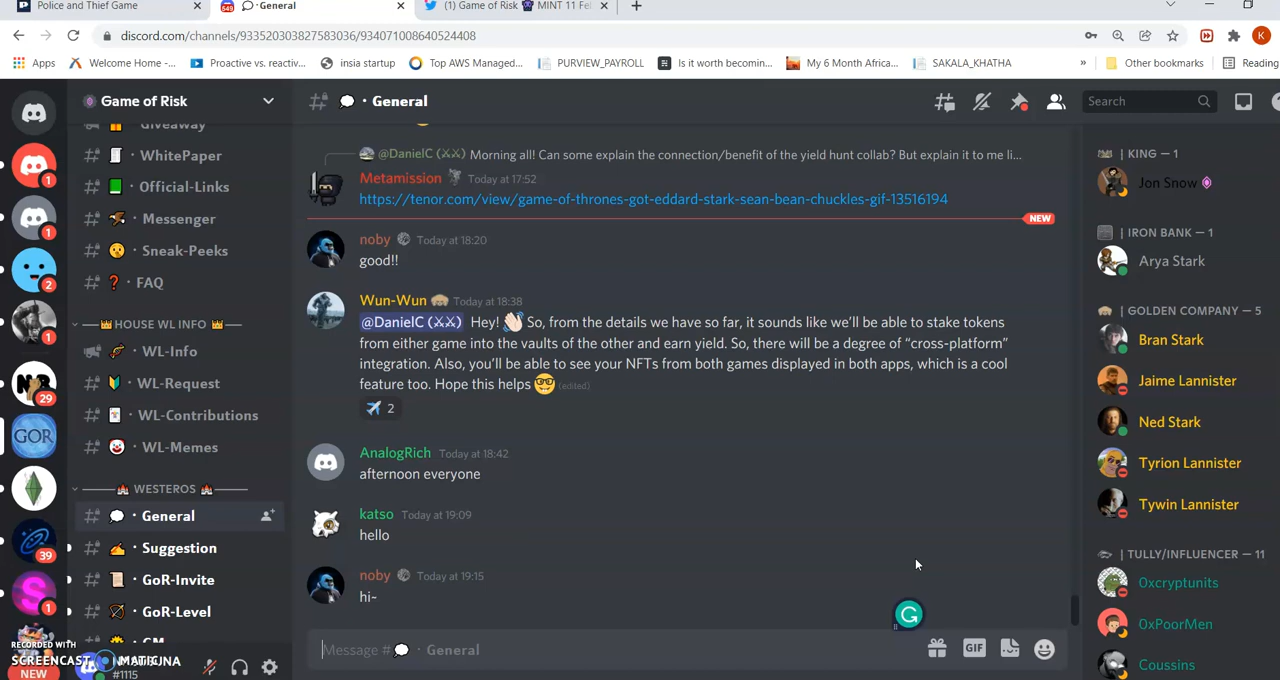 Police and Thief Game
· General
(1) Game of Risk MINT 11 Fe
discord.com/channels/933520303827583036/934071008640524408
K
Apps
Welcome Home -...
Proactive vs. reactiv...
insia startup
Top AWS Managed...
PURVIEW_PAYROLL
Is it worth becomin...
My 6 Month Africa...
SAKALA_KHATHA
»
Other bookmarks
Reading
Game of Risk
Giveaway
# · WhitePaper
# · Official-Links
# · Messenger
# · Sneak-Peeks
# · FAQ
HOUSE WL INFO
· WL-Info
# · WL-Request
# · WL-Contributions
# · WL-Memes
WESTEROS
# · General
# · Suggestion
# · GoR-Invite
# · GoR-Level
# · GM
1
1
2
1
29
GOR
39
1
NEW
RECORDED WITH
SCREENCAST MATIC
#1115
# · General
Search
@DanielC (⚔⚔) Morning all! Can some explain the connection/benefit of the yield hunt collab? But explain it to me li...
Metamission Today at 17:52
https://tenor.com/view/game-of-thrones-got-eddard-stark-sean-bean-chuckles-gif-13516194
NEW
noby Today at 18:20
good!!
Wun-Wun Today at 18:38
@DanielC (⚔⚔) Hey! 👋🏻 So, from the details we have so far, it sounds like we'll be able to stake tokens
from either game into the vaults of the other and earn yield. So, there will be a degree of "cross-platform"
integration. Also, you'll be able to see your NFTs from both games displayed in both apps, which is a cool
feature too. Hope this helps 🤓 (edited)
✈ 2
AnalogRich Today at 18:42
afternoon everyone
katso Today at 19:09
hello
noby Today at 19:15
hi~
Message # · General
GIF
| KING — 1
Jon Snow
| IRON BANK — 1
Arya Stark
| GOLDEN COMPANY — 5
Bran Stark
Jaime Lannister
Ned Stark
Tyrion Lannister
Tywin Lannister
| TULLY/INFLUENCER — 11
0xcryptunits
0xPoorMen
Coussins